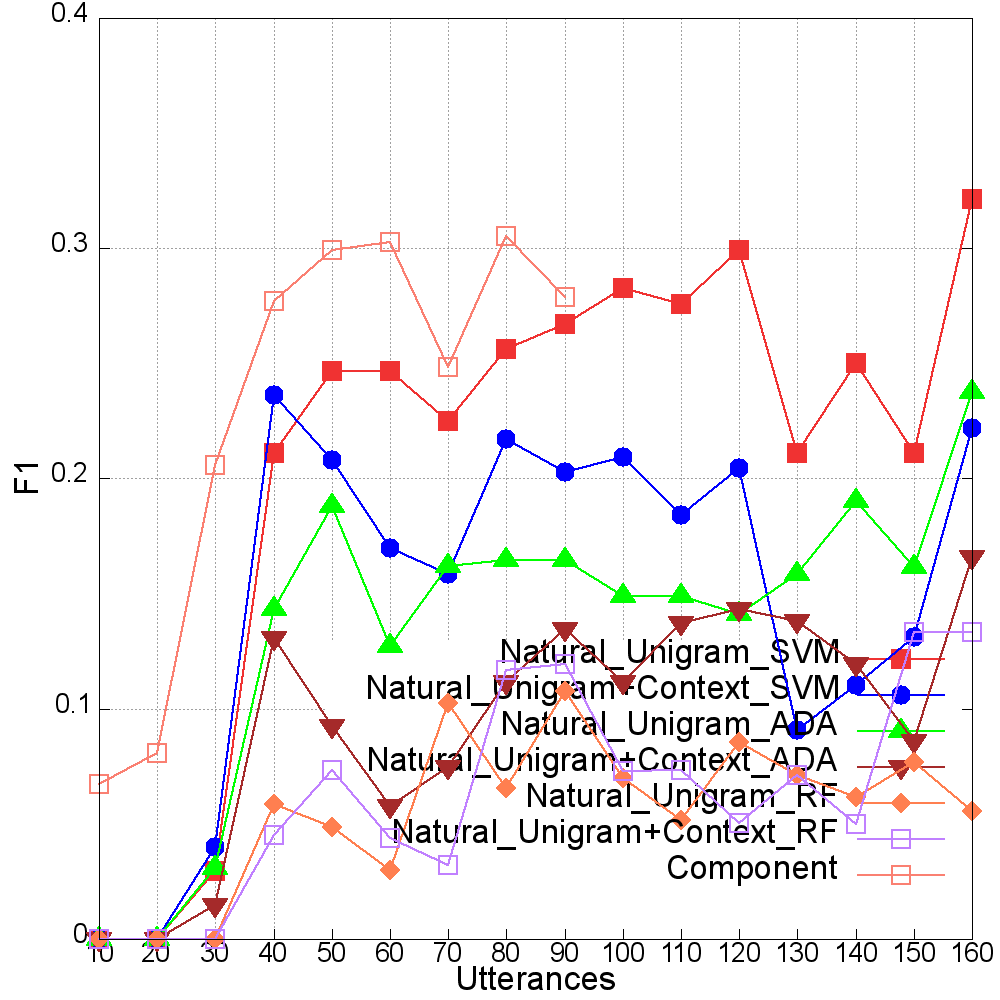 0.4
0.3
0.2
0.1
0
F1
Natural_Unigram_SVM
Natural_Unigram+Context_SVM
Natural_Unigram_ADA
Natural_Unigram+Context_ADA
Natural_Unigram_RF
Natural_Unigram+Context_RF
Component
10 20 30 40 50 60 70 80 90 100 110 120 130 140 150 160
Utterances